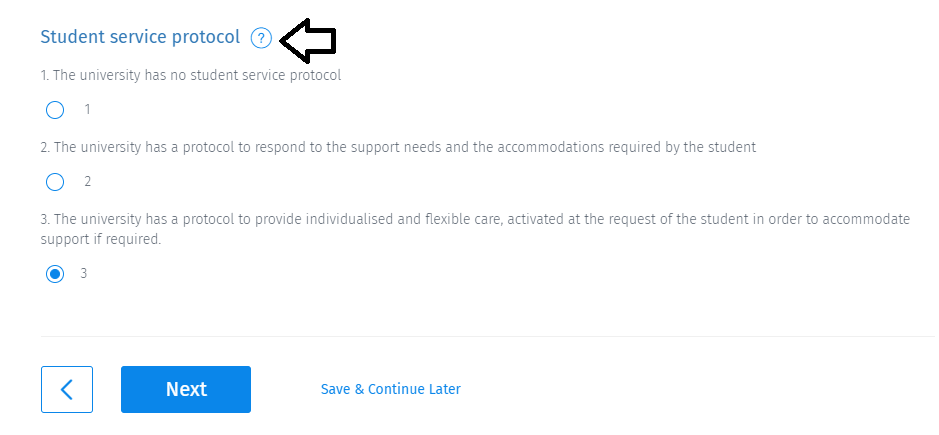 Student service protocol ?
1. The university has no student service protocol
1
2. The university has a protocol to respond to the support needs and the accommodations required by the student
2
3. The university has a protocol to provide individualised and flexible care, activated at the request of the student in order to accommodate
support if required.
3
Next
Save & Continue Later